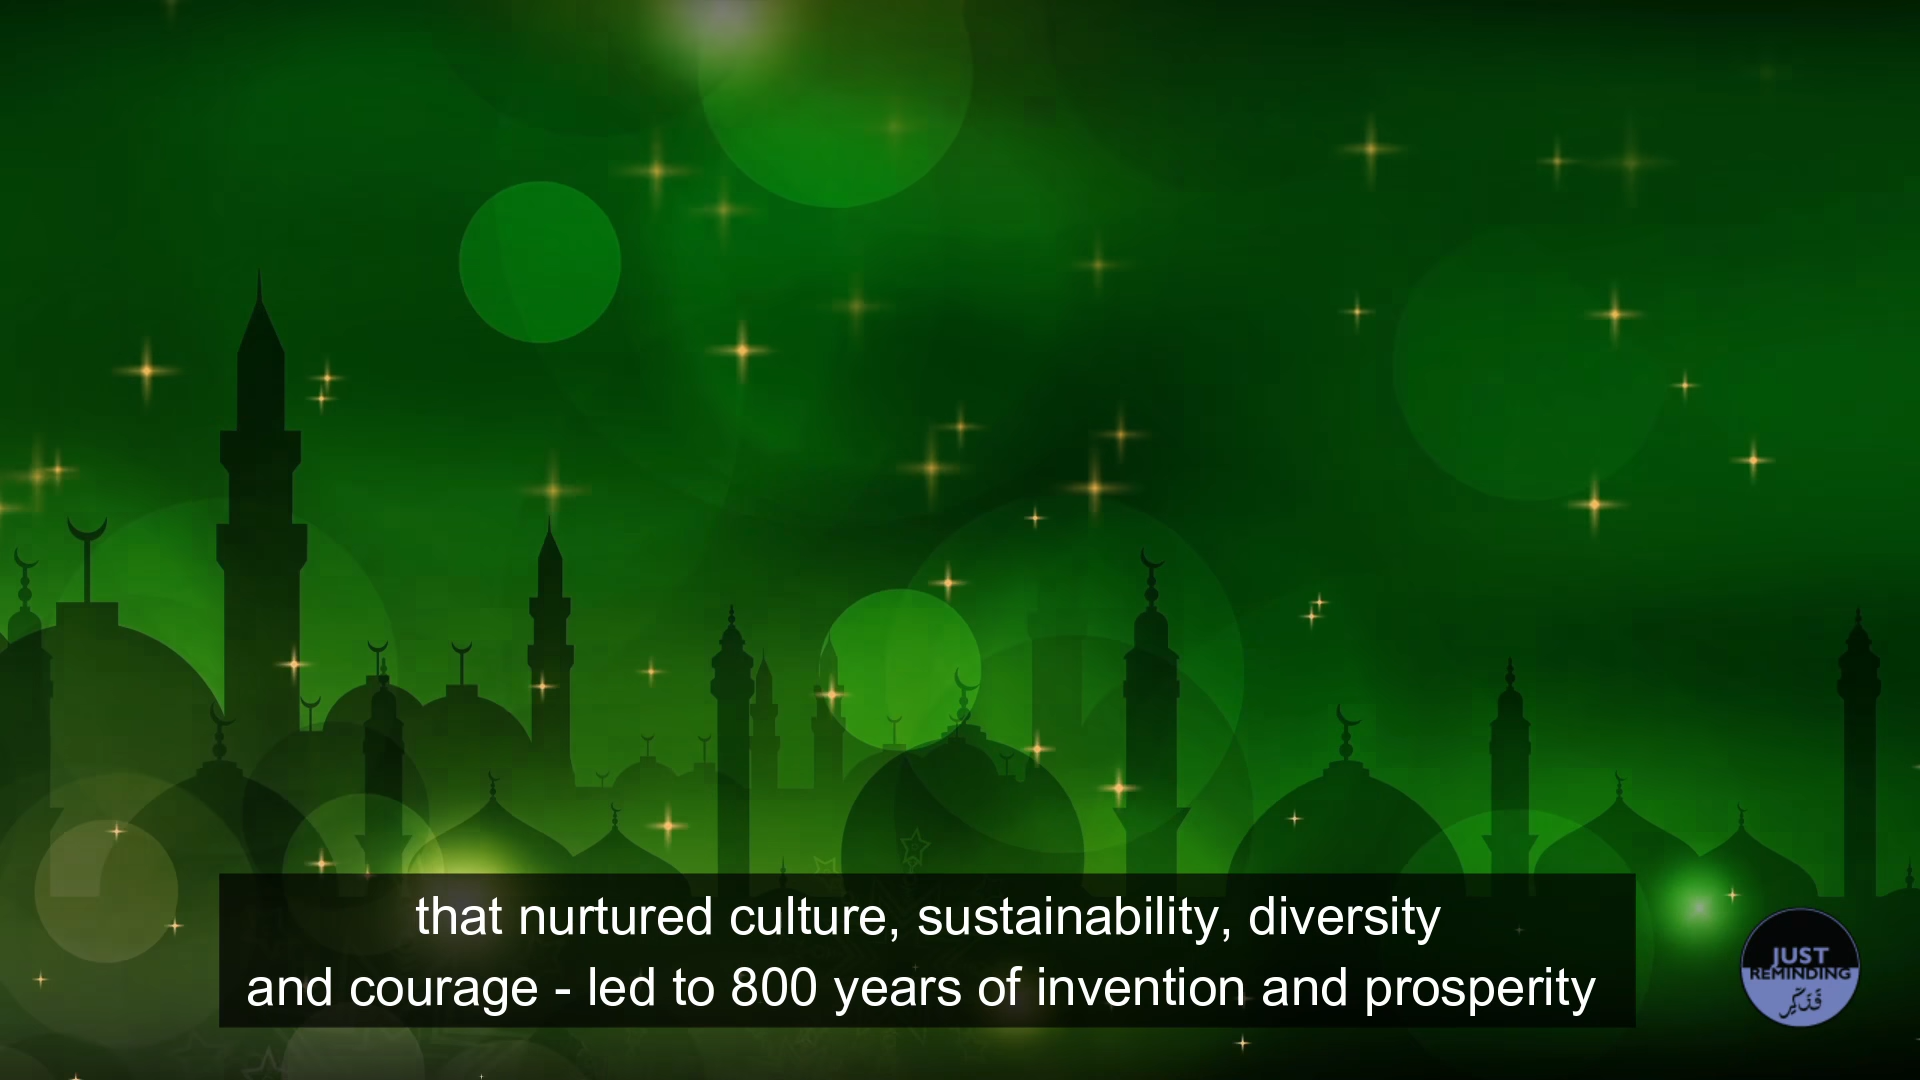 that nurtured culture, sustainability, diversity
and courage - led to 800 years of invention and prosperity
JUST
REMINDING
فَذَكِّر